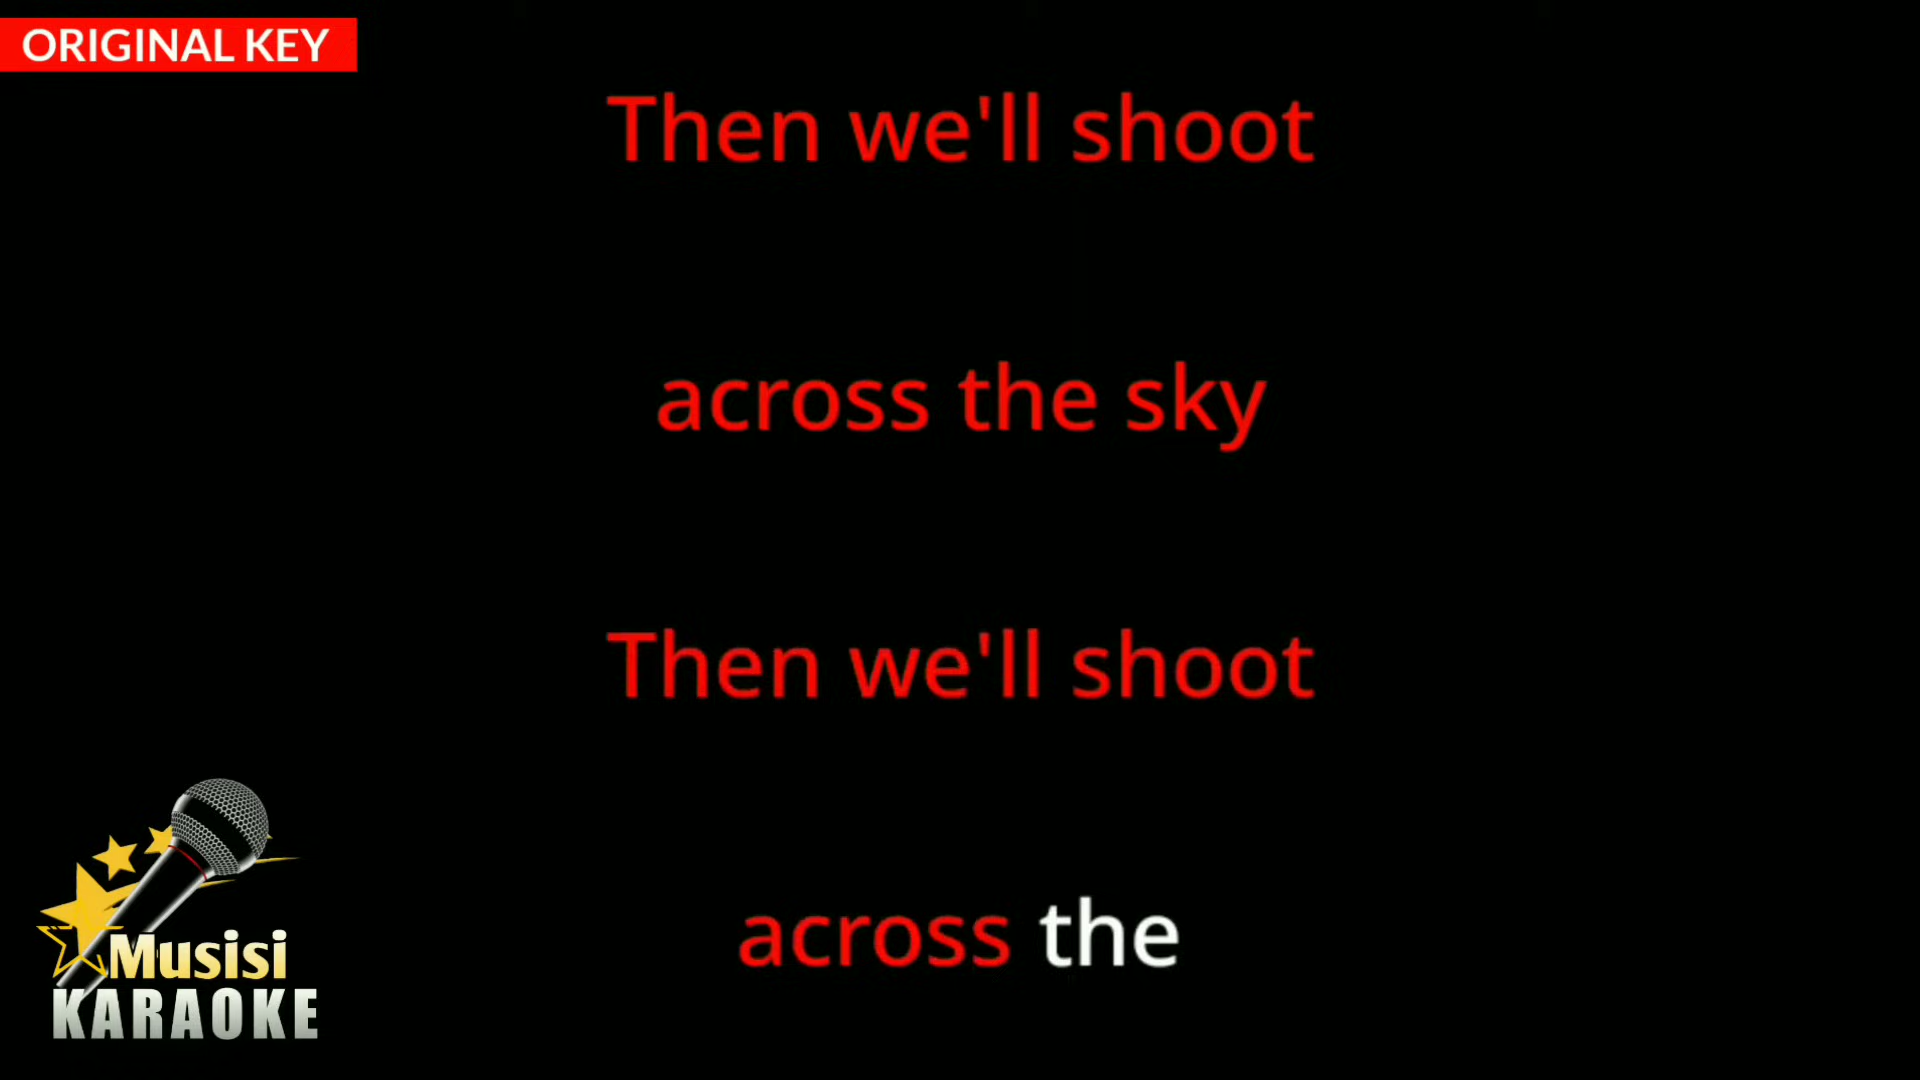 ORIGINAL KEY
Then we'll shoot
across the sky
Then we'll shoot
across the
Musisi
KARAOKE